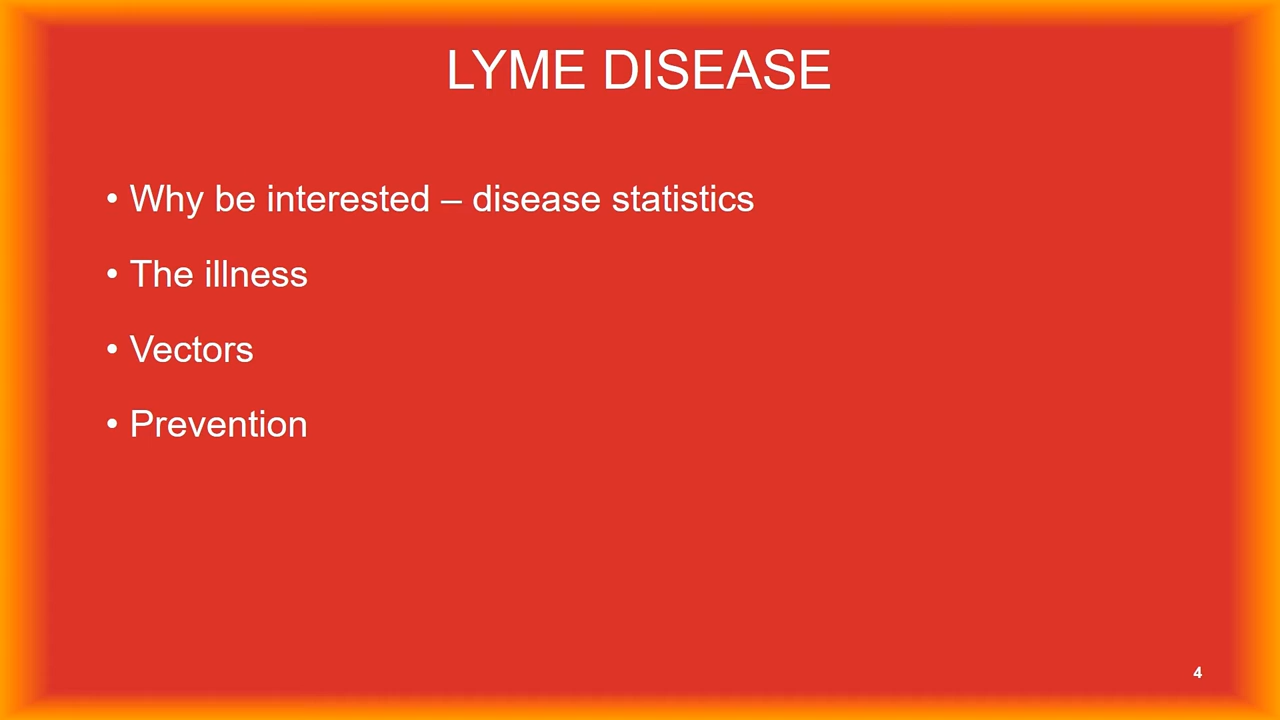 LYME DISEASE
• Why be interested – disease statistics
• The illness
• Vectors
• Prevention
4